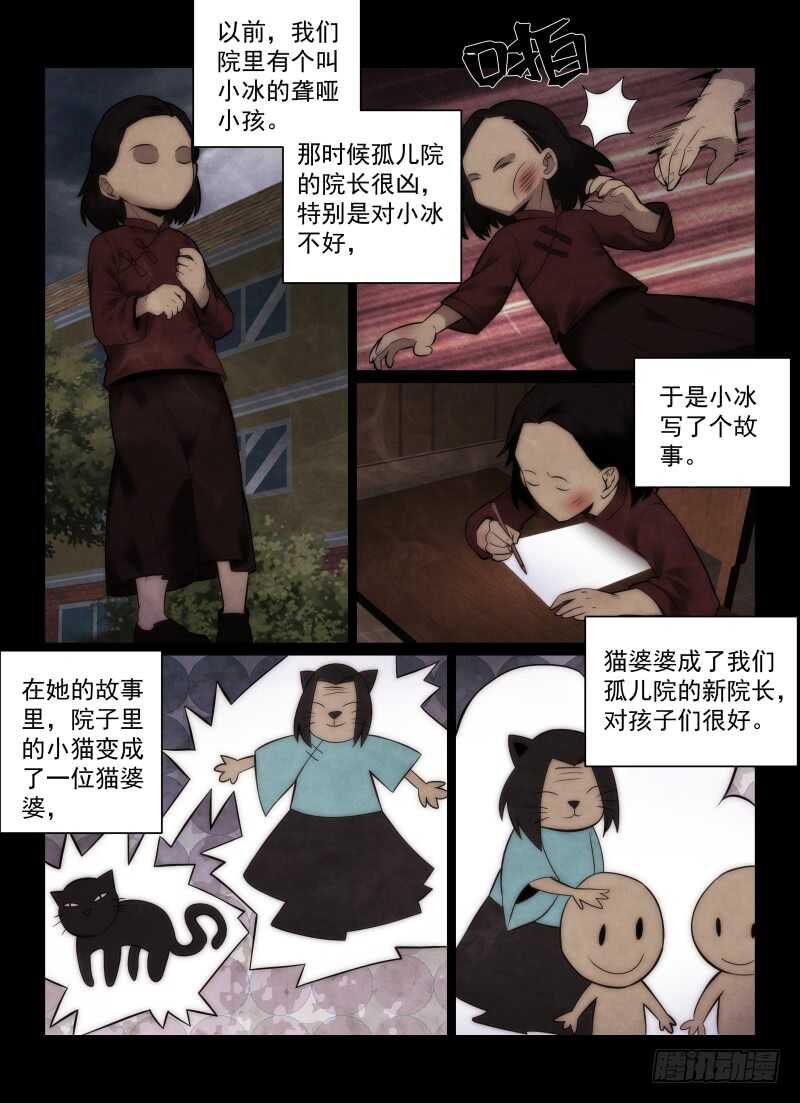 以前，我们
院里有个叫
小冰的聋哑
小孩。
那时候孤儿院
的院长很凶，
特别是对小冰
不好，
啪
于是小冰
写了个故
事。
在她的故事
里，院子里
的小猫变成
了一位猫婆
婆，
猫婆婆成了我们
孤儿院的新院长，
对孩子们很好。
腾讯动漫